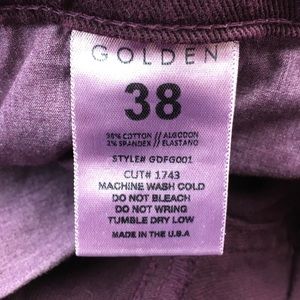 GOLDEN
38
98% COTTON // ALGODON
2% SPANDEX // ELASTANO
STYLE# GDFG001
CUT# 1743
MACHINE WASH COLD
DO NOT BLEACH
DO NOT WRING
TUMBLE DRY LOW
MADE IN THE U.S.A